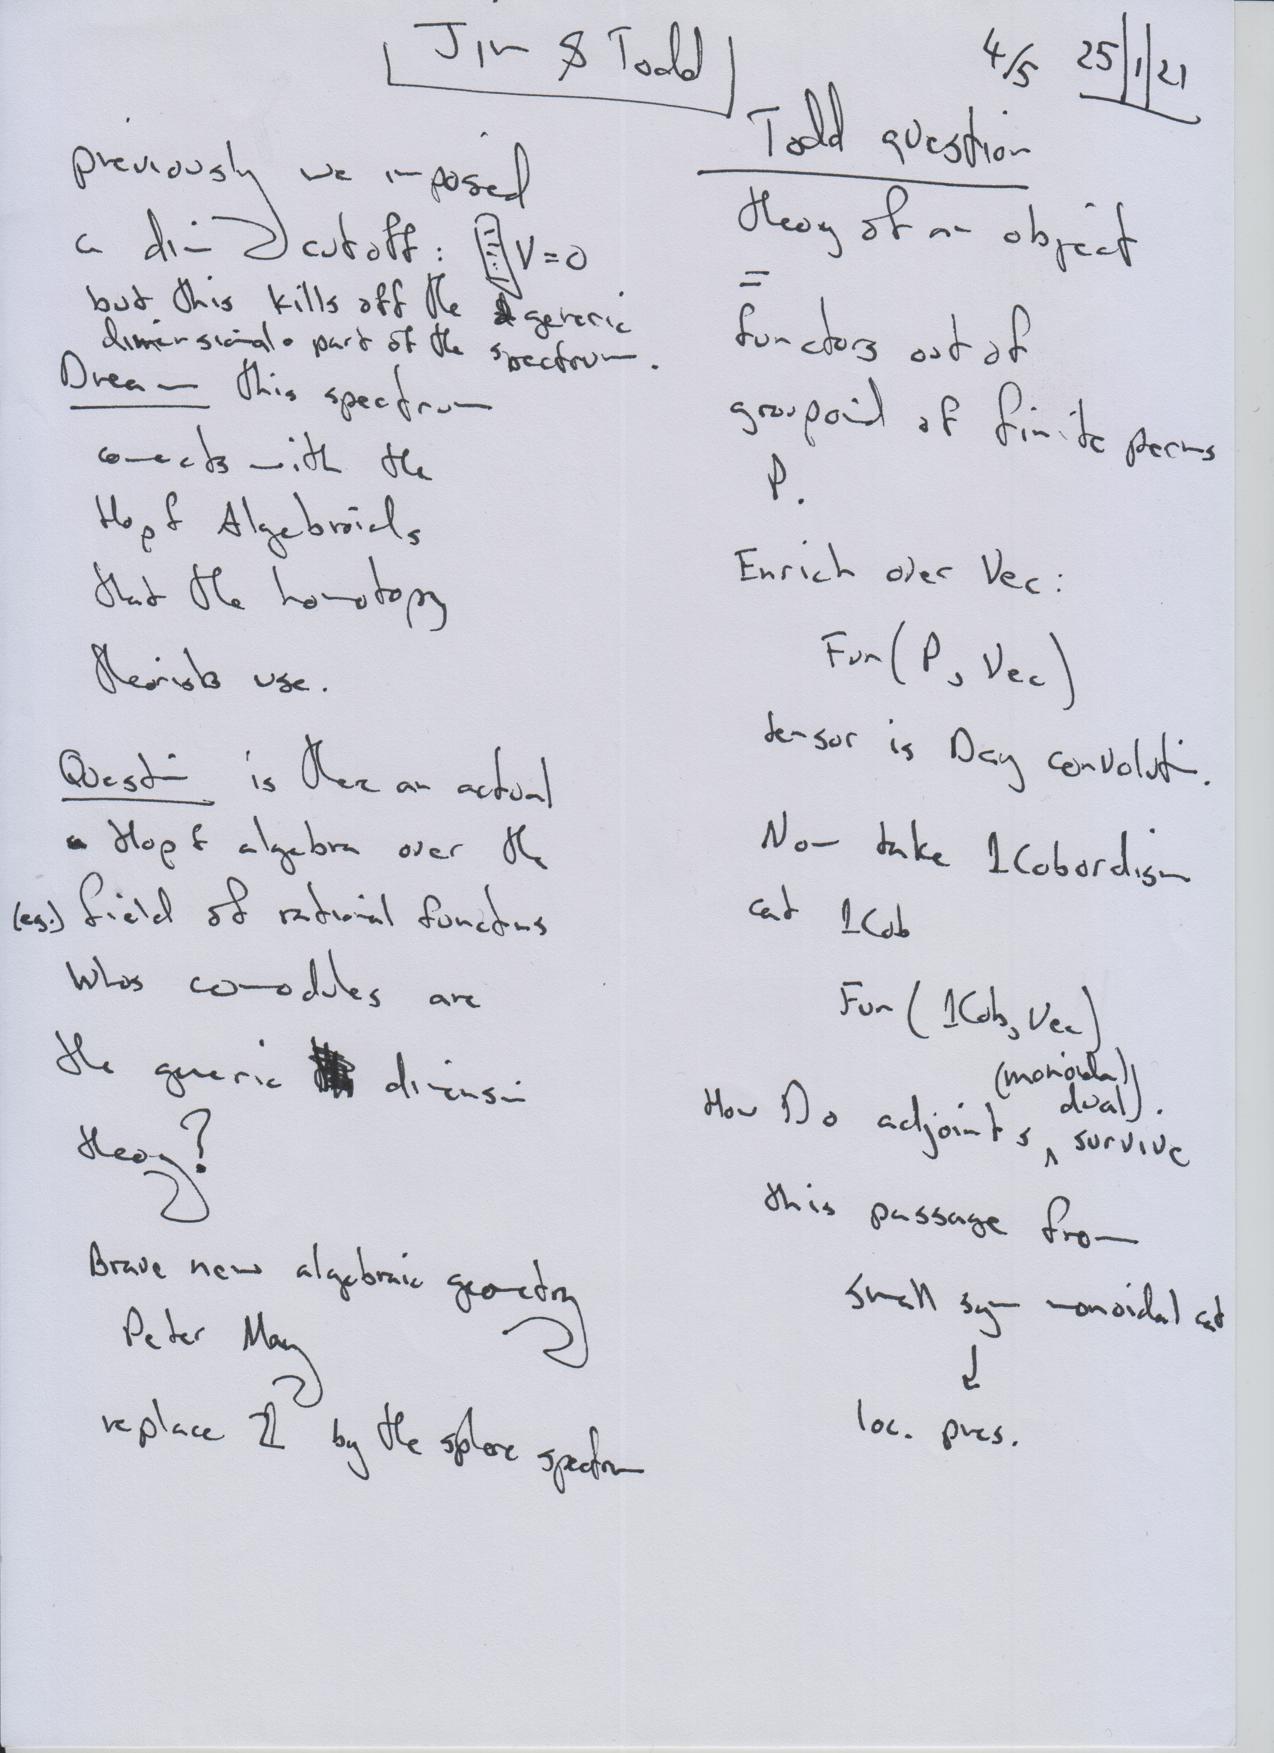 Jim & Todd
4/5 25/1/21
previously we imposed
a dim cutoff: V=0
but this kills off the generic
dimensional part of the spectrum.
Dream this spectrum
connects with the
Hopf Algebroids
that the homotopy
theorists use.
Question is there an actual
a Hopf algebra over the
(eg.) field of rational functions
whos comodules are
the generic dimension
theory?
Brave new algebraic geometry
Peter May
replace ℤ by the sphere spectrum
Todd question
theory of an object
=
functors out of
groupoid of finite perms
P.
Enrich over Vec:
Fun(P, Vec)
tensor is Day convolution.
Now take 1Cobordism
cat 1Cob
Fun(1Cob, Vec)
How Do adjoints (monoidal dual) survive.
this passage from
small sym monoidal cat
↓
loc. pres.